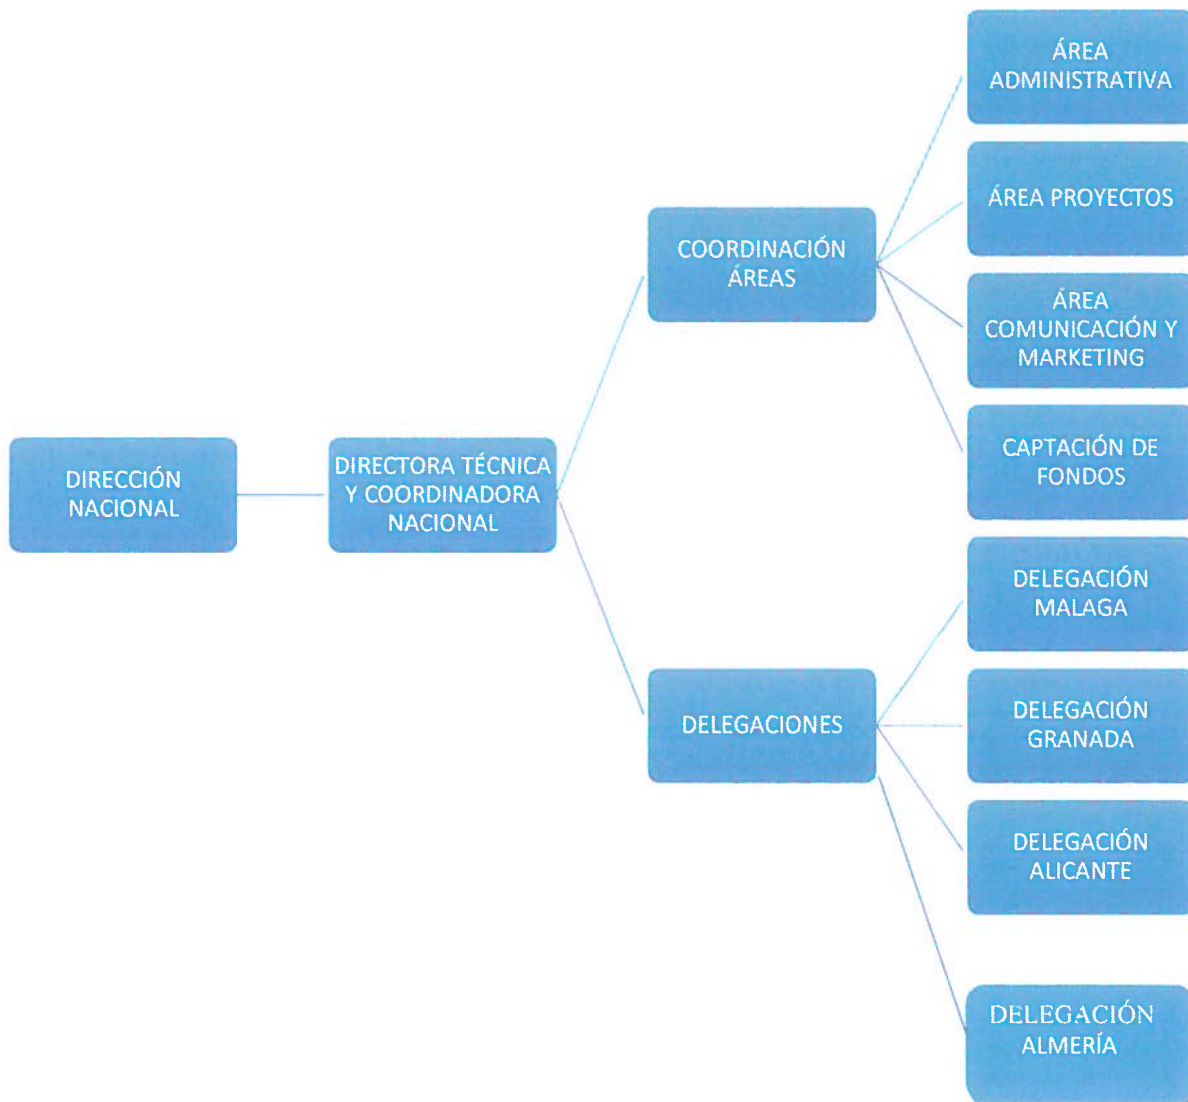 DIRECCIÓN
NACIONAL
DIRECTORA TÉCNICA
Y COORDINADORA
NACIONAL
COORDINACIÓN
ÁREAS
ÁREA
ADMINISTRATIVA
ÁREA PROYECTOS
ÁREA
COMUNICACIÓN Y
MARKETING
CAPTACIÓN DE
FONDOS
DELEGACIONES
DELEGACIÓN
MALAGA
DELEGACIÓN
GRANADA
DELEGACIÓN
ALICANTE
DELEGACIÓN
ALMERÍA